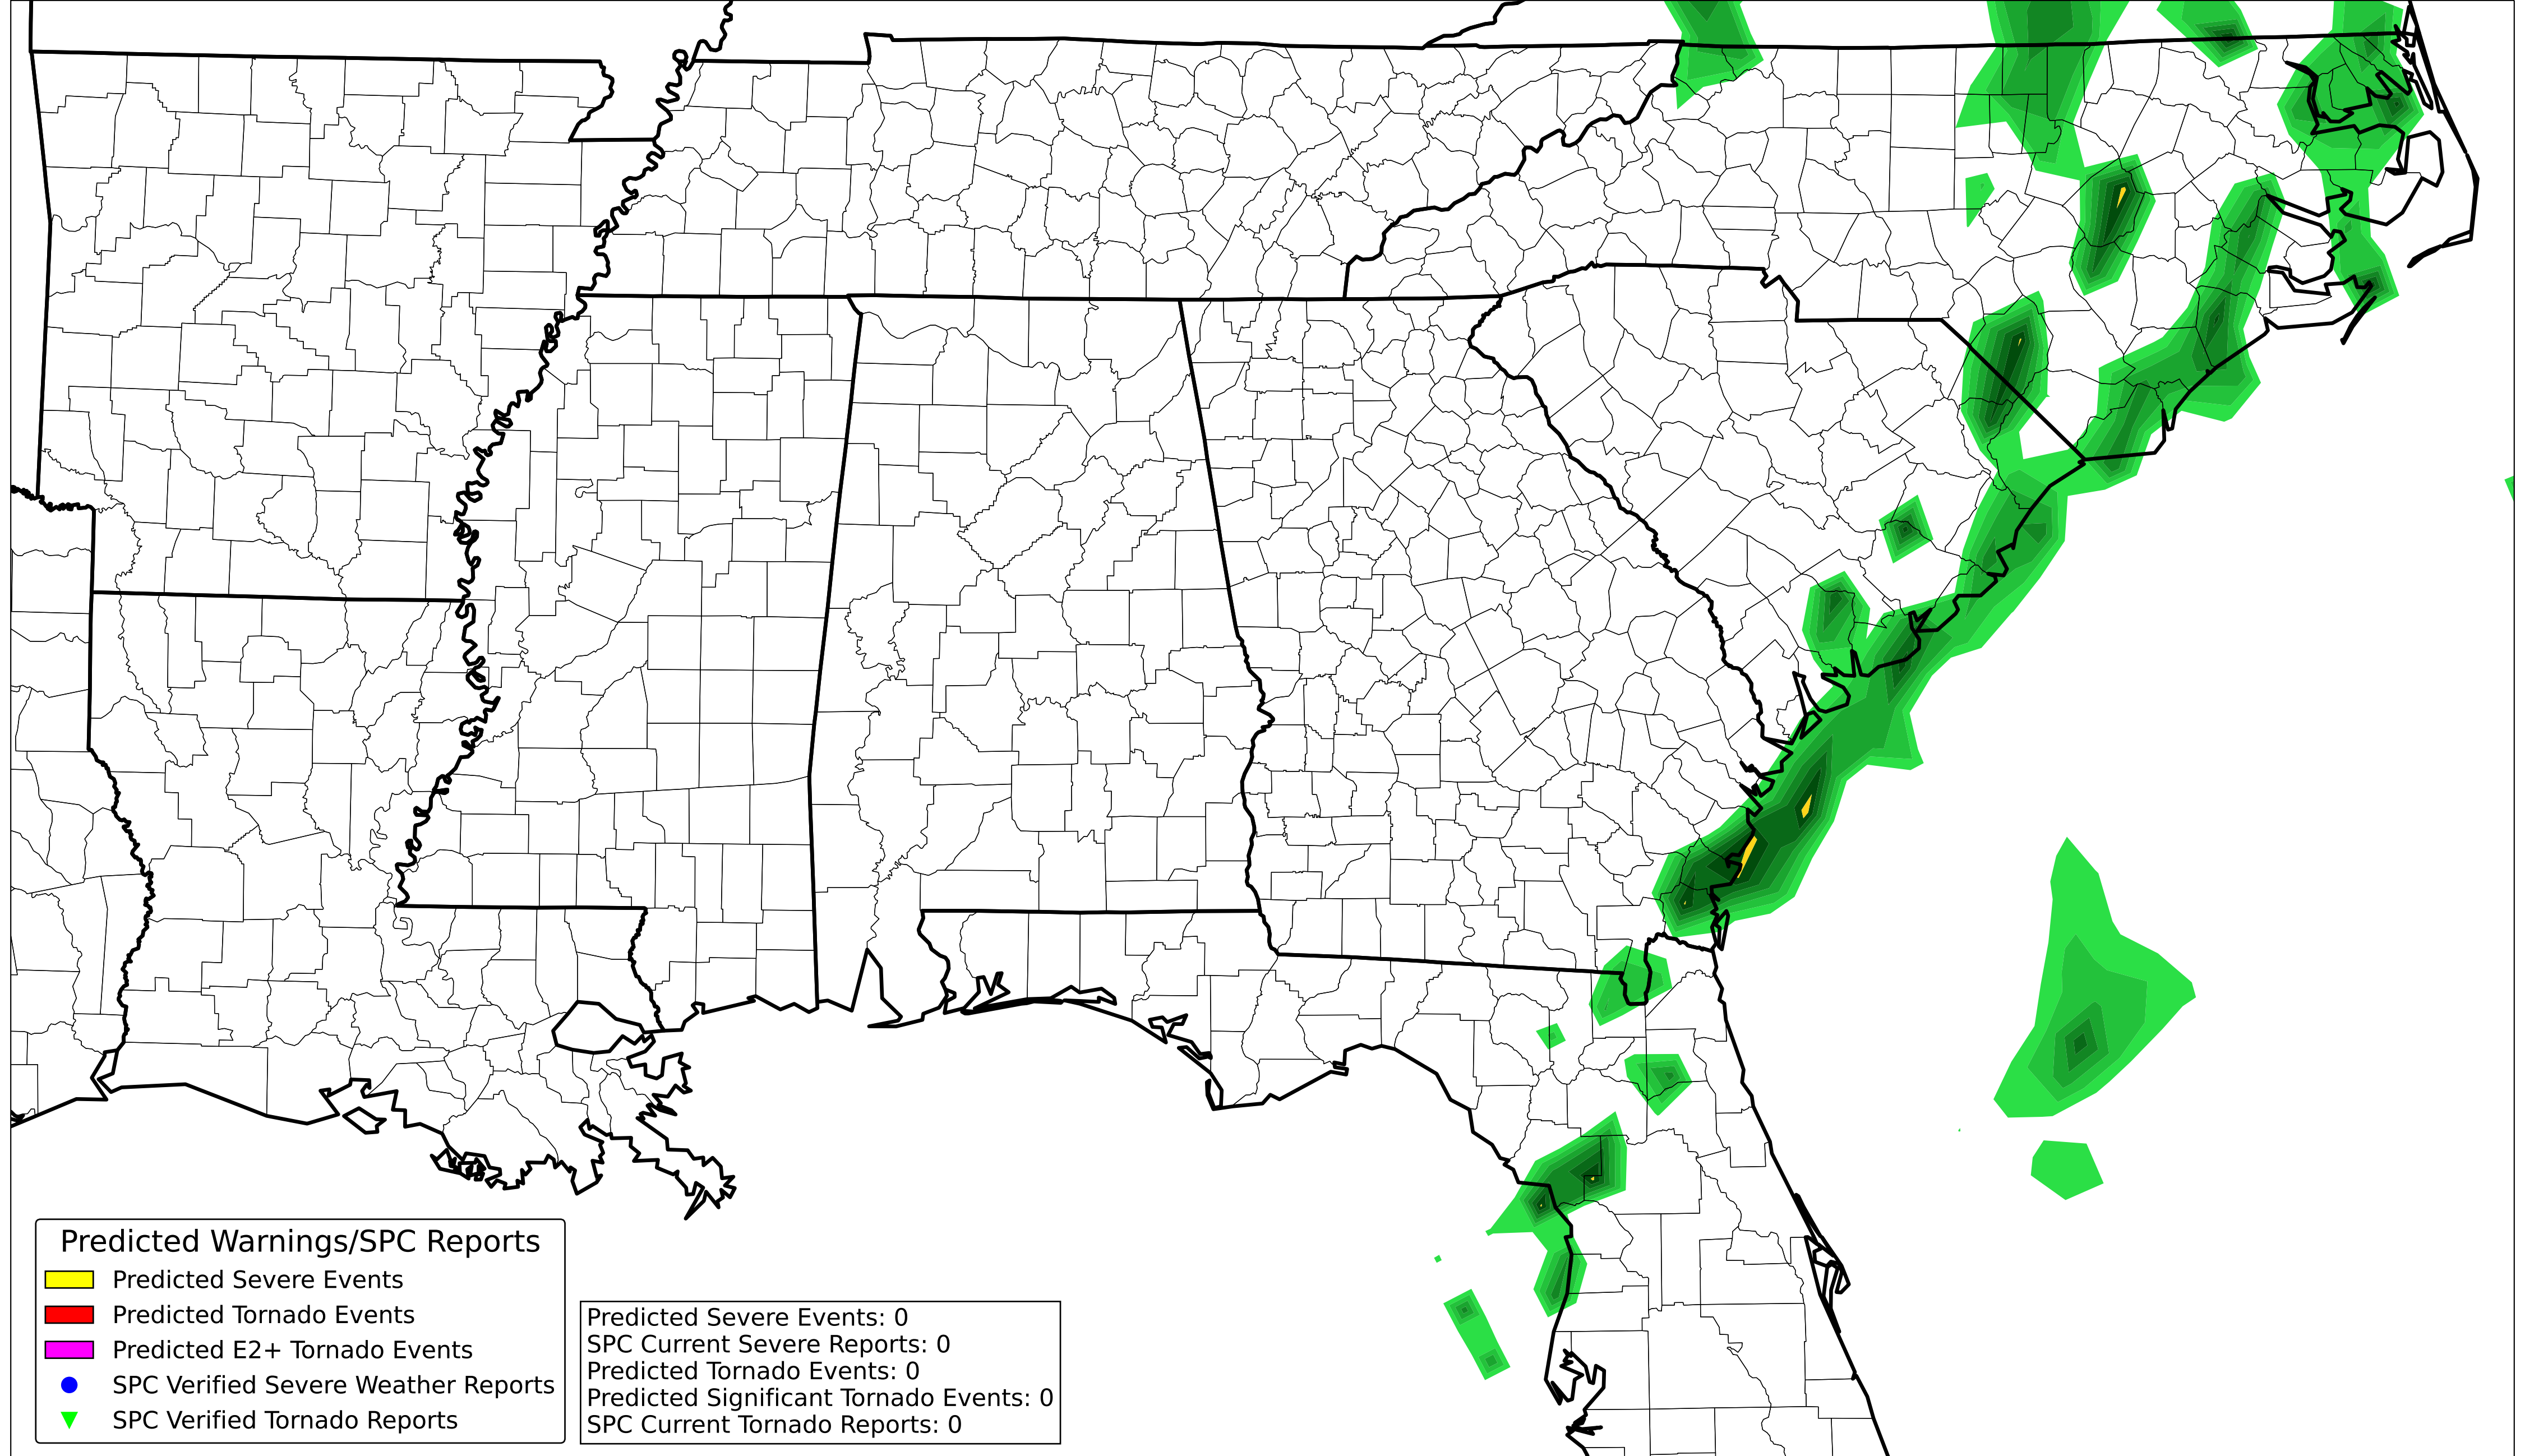 Predicted Warnings/SPC Reports
Predicted Severe Events
Predicted Tornado Events
Predicted E2+ Tornado Events
SPC Verified Severe Weather Reports
SPC Verified Tornado Reports
Predicted Severe Events: 0
SPC Current Severe Reports: 0
Predicted Tornado Events: 0
Predicted Significant Tornado Events: 0
SPC Current Tornado Reports: 0